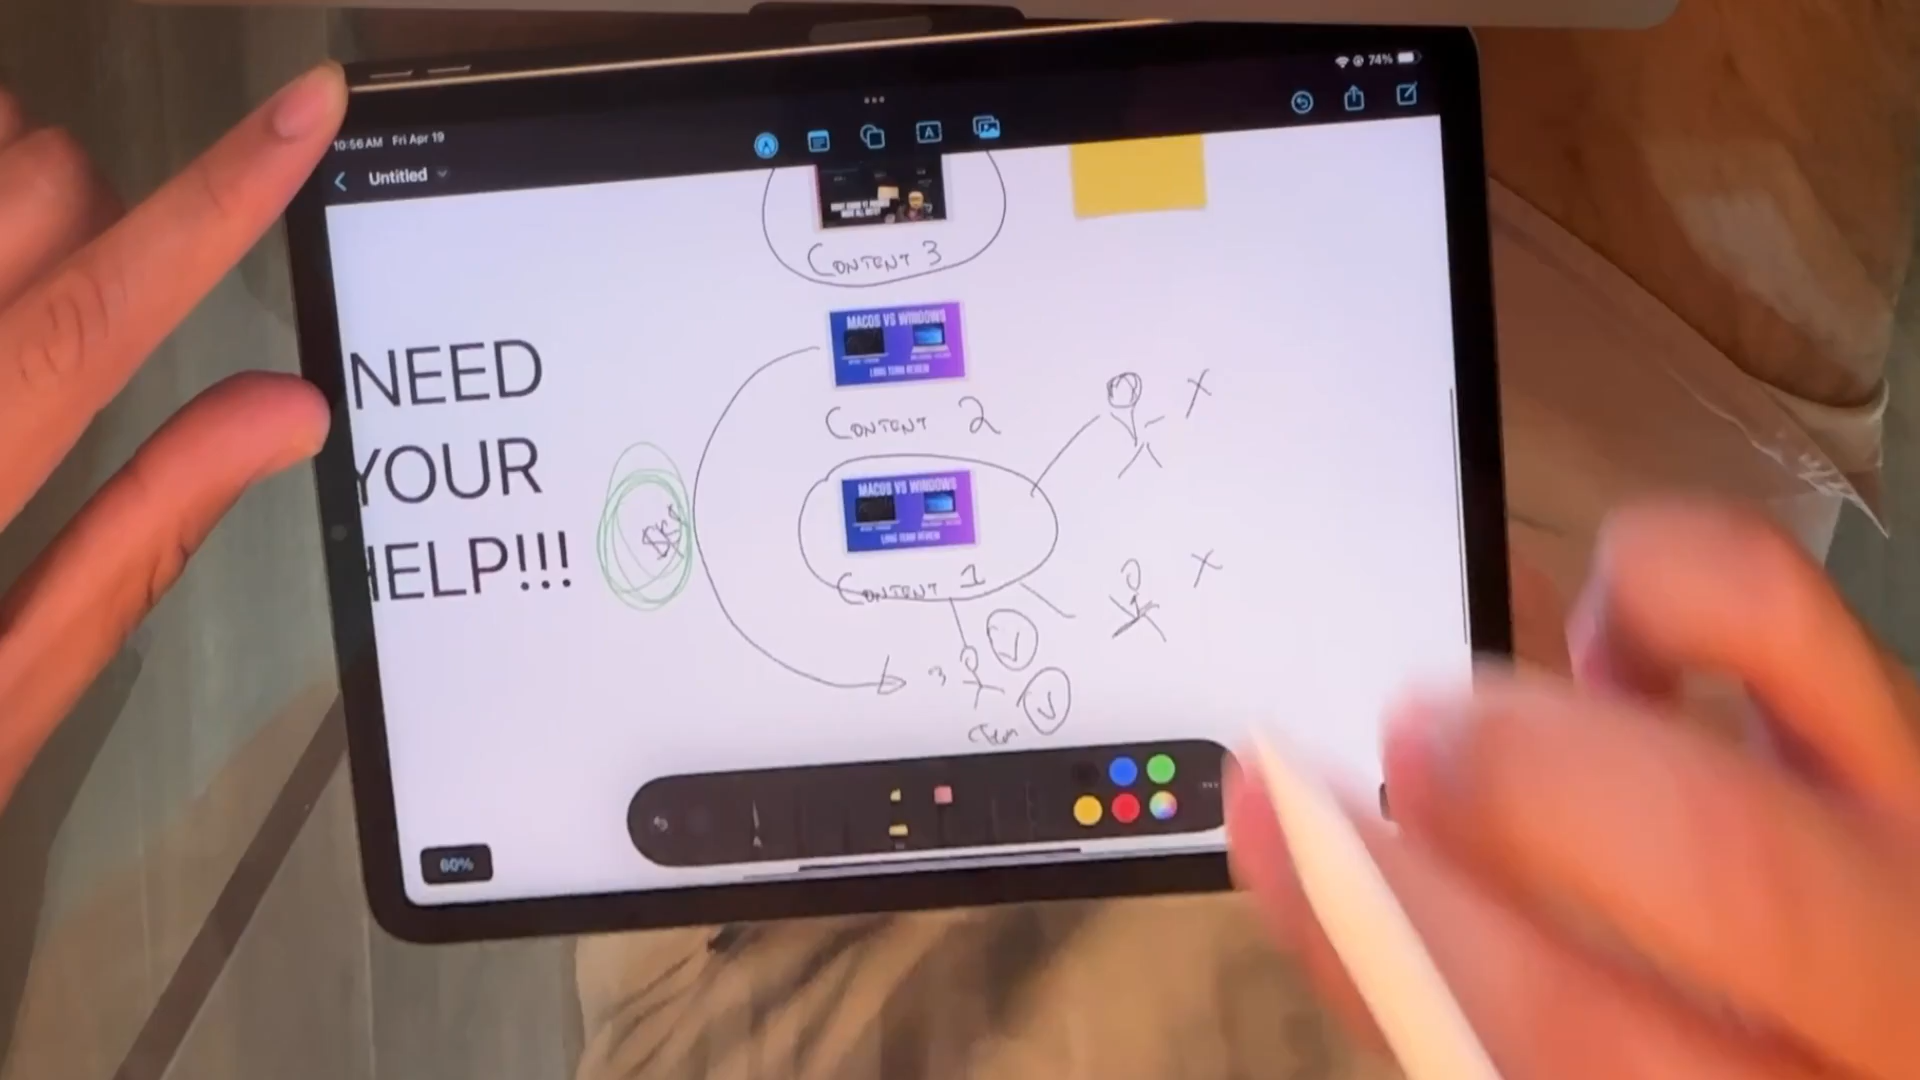 74%
10:56 AM Fri Apr 19
Untitled
A
CONTENT 3
MACOS VS WINDOWS
LONG TERM REVIEW
CONTENT 2
NEED
YOUR
HELP!!!
MACOS VS WINDOWS
LONG TERM REVIEW
CONTENT 1
3
60%